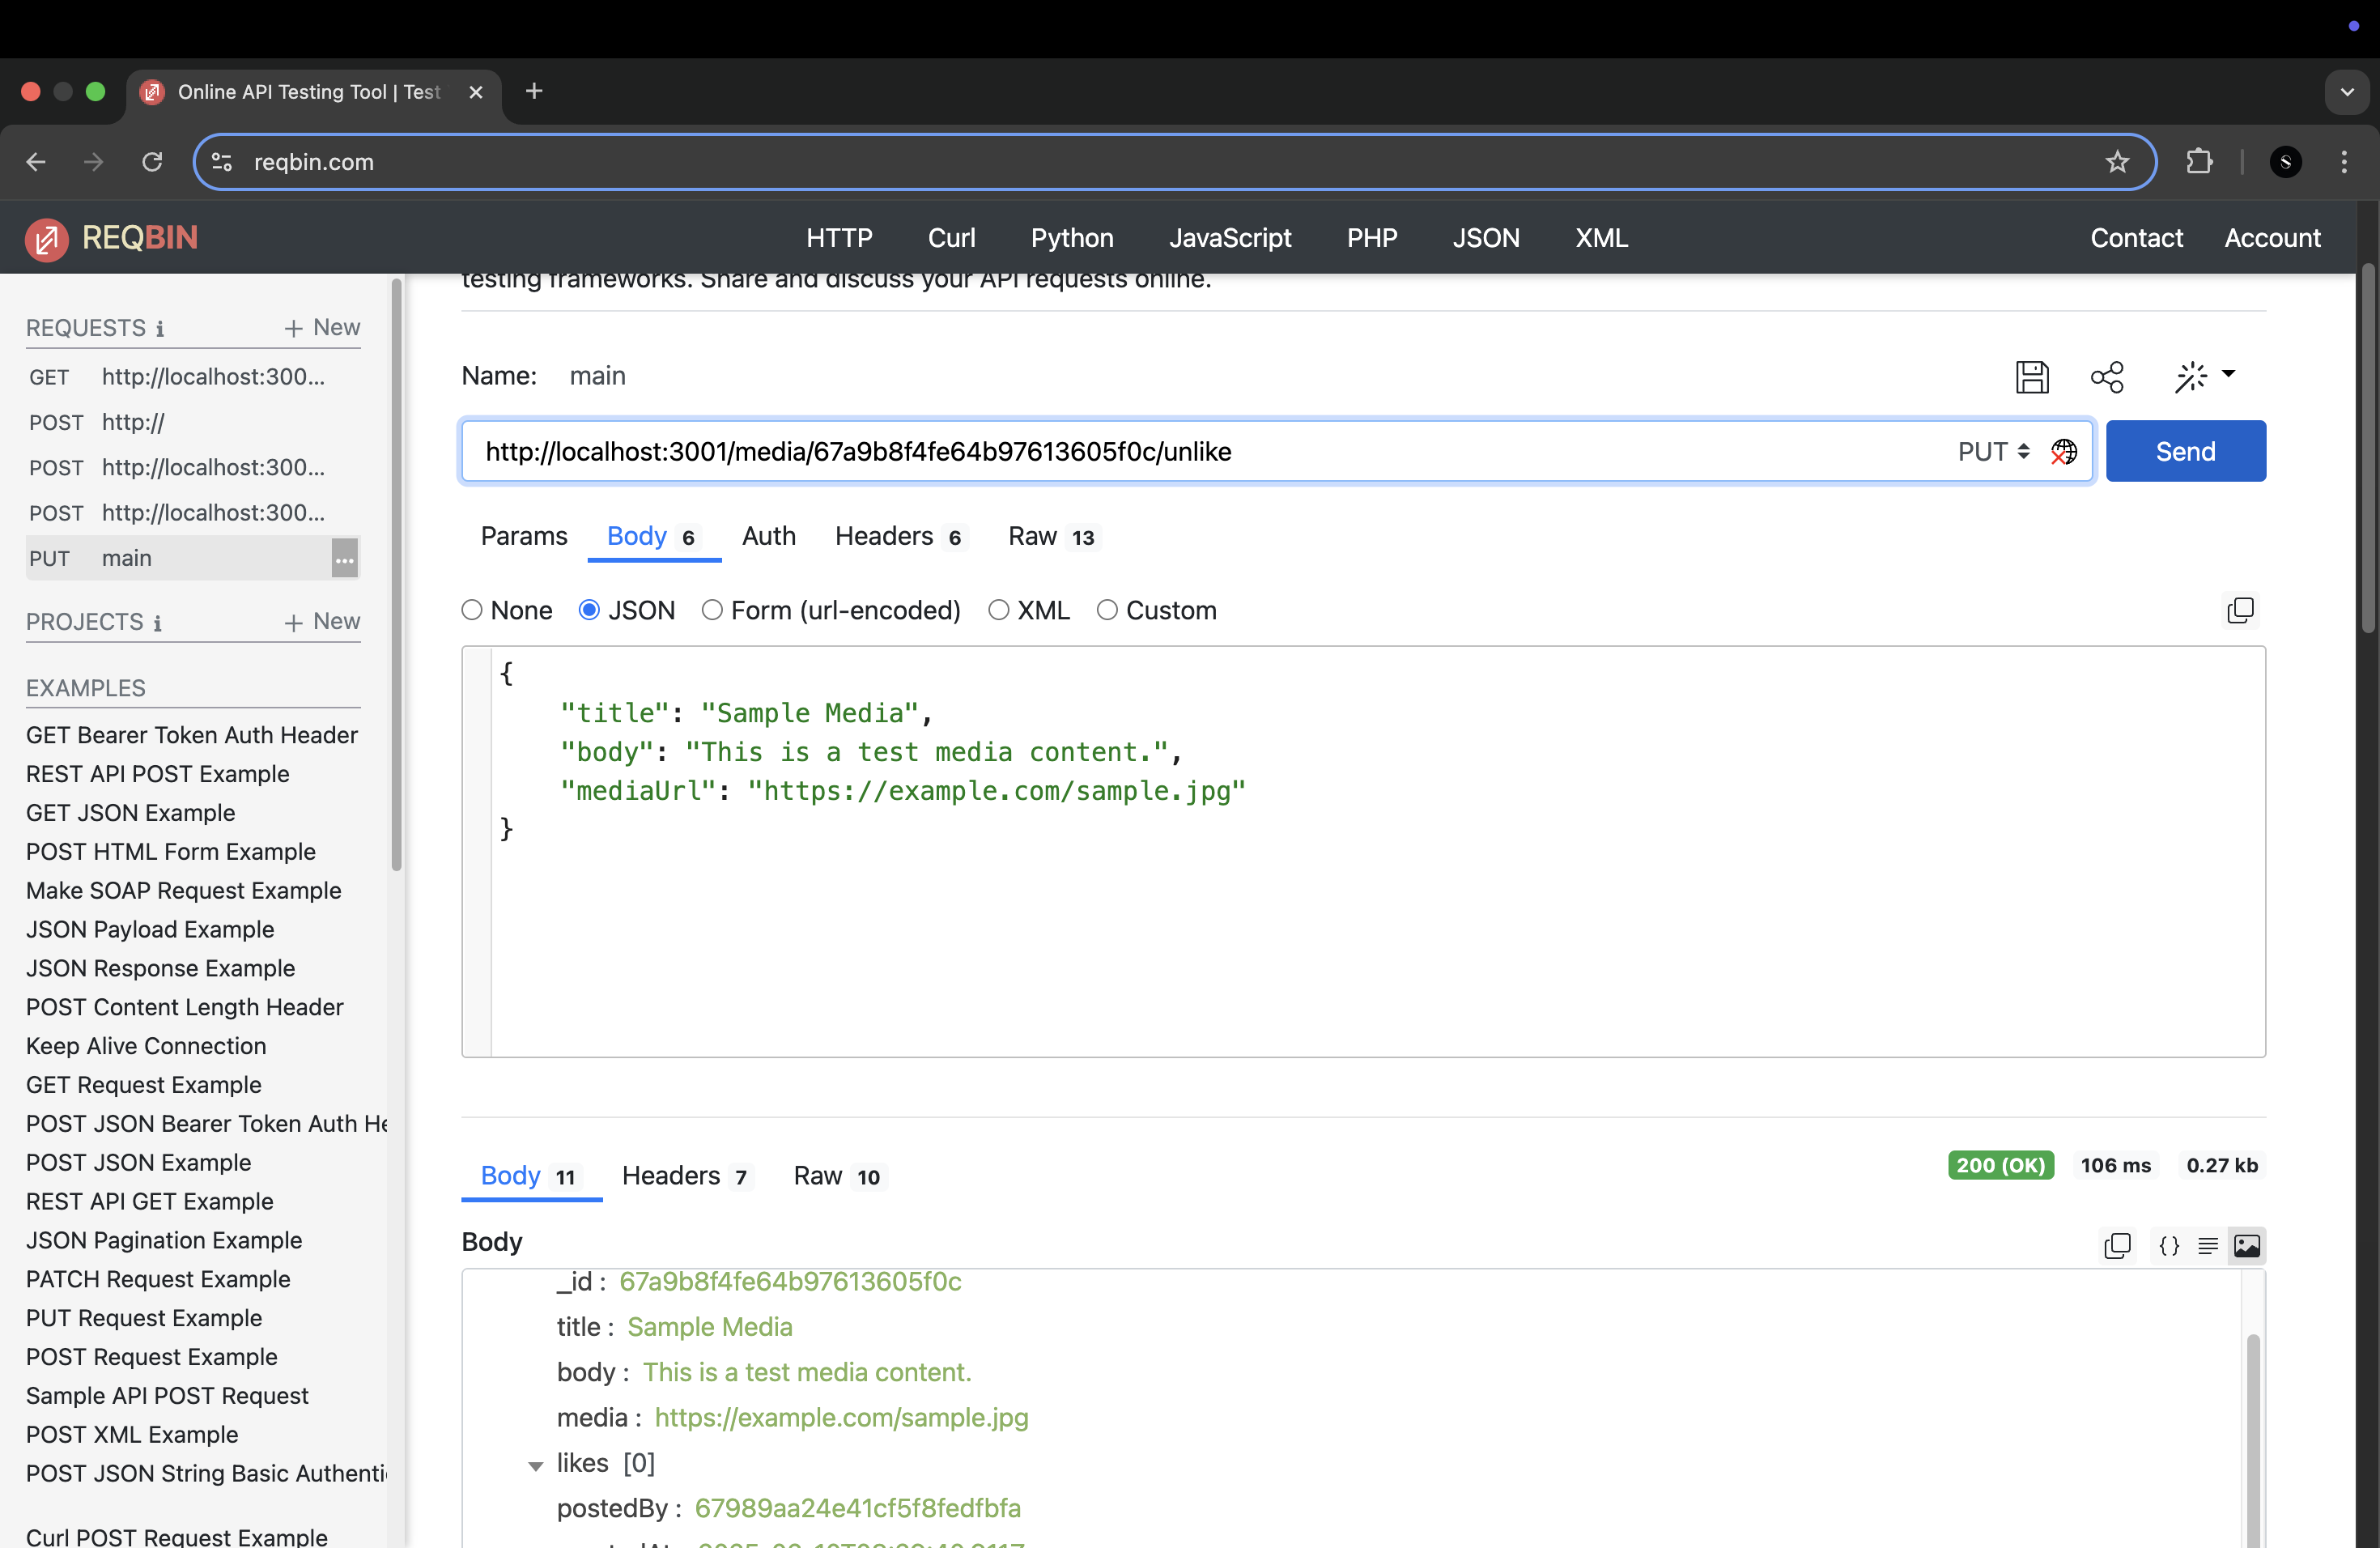 Online API Testing Tool | Test
reqbin.com
REQBIN
HTTP Curl Python JavaScript PHP JSON XML
Contact Account
REQUESTS + New
GET http://localhost:300...
POST http://
POST http://localhost:300...
POST http://localhost:300...
PUT main ...
PROJECTS + New
EXAMPLES
GET Bearer Token Auth Header
REST API POST Example
GET JSON Example
POST HTML Form Example
Make SOAP Request Example
JSON Payload Example
JSON Response Example
POST Content Length Header
Keep Alive Connection
GET Request Example
POST JSON Bearer Token Auth He
POST JSON Example
REST API GET Example
JSON Pagination Example
PATCH Request Example
PUT Request Example
POST Request Example
Sample API POST Request
POST XML Example
POST JSON String Basic Authenti
Curl POST Request Example
testing frameworks. Share and discuss your API requests online.
Name: main
http://localhost:3001/media/67a9b8f4fe64b97613605f0c/unlike PUT Send
Params Body 6 Auth Headers 6 Raw 13
None JSON Form (url-encoded) XML Custom
{
"title": "Sample Media",
"body": "This is a test media content.",
"mediaUrl": "https://example.com/sample.jpg"
}
Body 11 Headers 7 Raw 10
200 (OK) 106 ms 0.27 kb
Body
{}
_id : 67a9b8f4fe64b97613605f0c
title : Sample Media
body : This is a test media content.
media : https://example.com/sample.jpg
likes [0]
postedBy : 67989aa24e41cf5f8fedfbfa